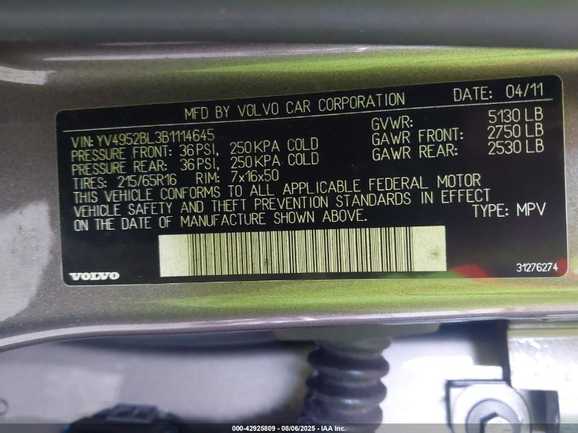 MFD BY VOLVO CAR CORPORATION DATE: 04/11
VIN: YV4952BL3B1114645 GVWR: 5130 LB
PRESSURE FRONT: 36PSI, 250KPA COLD GAWR FRONT: 2750 LB
PRESSURE REAR: 36PSI, 250KPA COLD GAWR REAR: 2530 LB
TIRES: 215/65R16 RIM: 7x16x50
THIS VEHICLE CONFORMS TO ALL APPLICABLE FEDERAL MOTOR
VEHICLE SAFETY AND THEFT PREVENTION STANDARDS IN EFFECT
ON THE DATE OF MANUFACTURE SHOWN ABOVE. TYPE: MPV
VOLVO 31276274
000-42925809 - 08/06/2025 - IAA Inc.